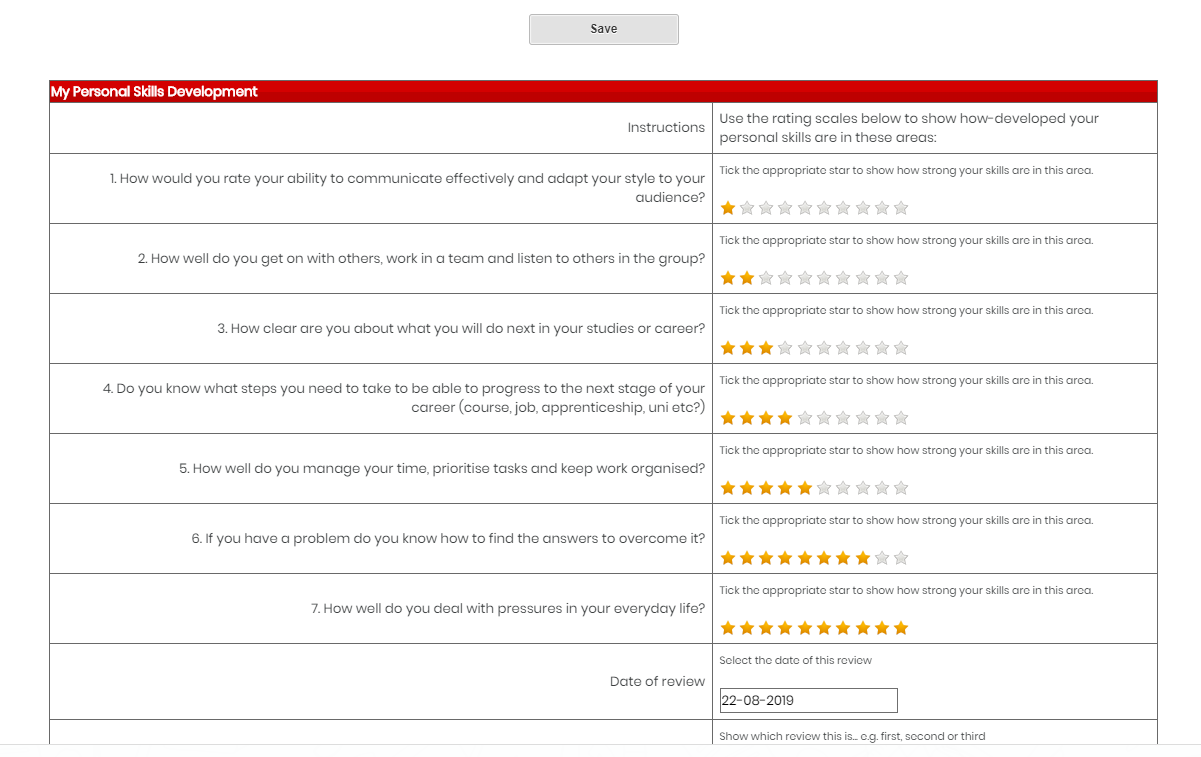 Save
My Personal Skills Development
Instructions
Use the rating scales below to show how-developed your
personal skills are in these areas:
1. How would you rate your ability to communicate effectively and adapt your style to your
audience?
Tick the appropriate star to show how strong your skills are in this area.
2. How well do you get on with others, work in a team and listen to others in the group?
Tick the appropriate star to show how strong your skills are in this area.
3. How clear are you about what you will do next in your studies or career?
Tick the appropriate star to show how strong your skills are in this area.
4. Do you know what steps you need to take to be able to progress to the next stage of your
career (course, job, apprenticeship, uni etc?)
Tick the appropriate star to show how strong your skills are in this area.
5. How well do you manage your time, prioritise tasks and keep work organised?
Tick the appropriate star to show how strong your skills are in this area.
6. If you have a problem do you know how to find the answers to overcome it?
Tick the appropriate star to show how strong your skills are in this area.
7. How well do you deal with pressures in your everyday life?
Tick the appropriate star to show how strong your skills are in this area.
Date of review
Select the date of this review
22-08-2019
Show which review this is... e.g. first, second or third